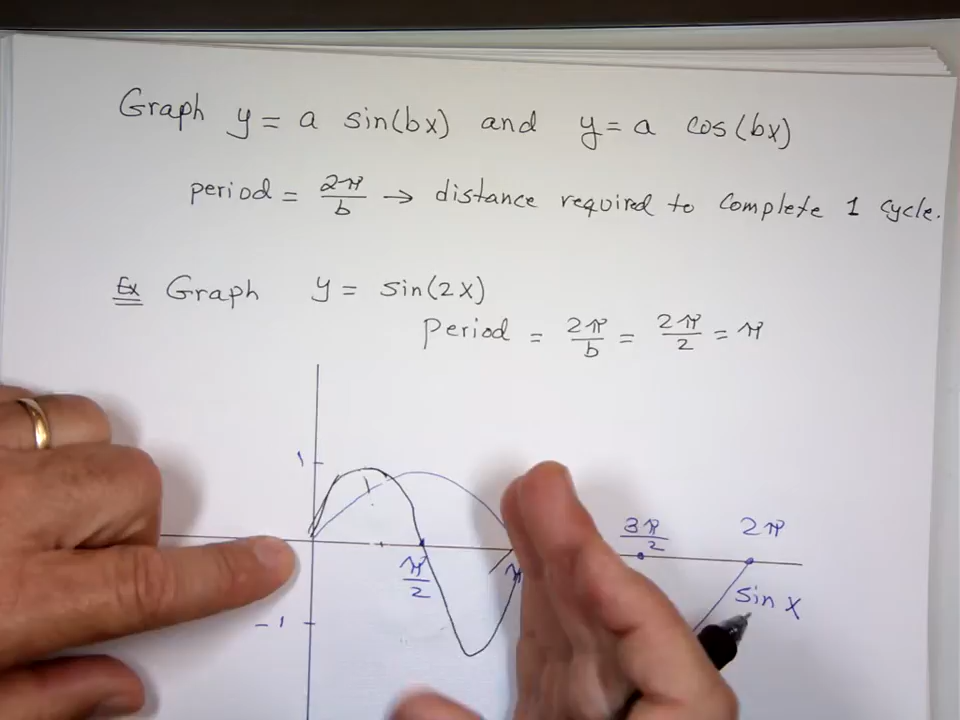 Graph y = a sin(bx) and y = a cos(bx)
period = 2π/b → distance required to complete 1 cycle.
Ex Graph y = sin(2x)
Period = 2π/b = 2π/2 = π
1
π/2 π 3π/2 2π
sin x
-1